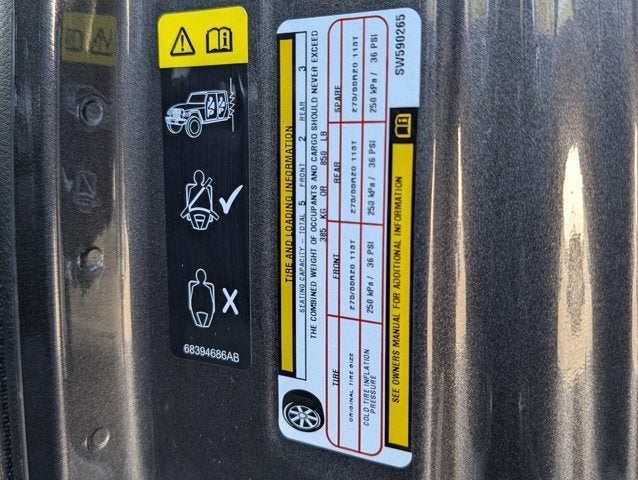 68394686AB
TIRE AND LOADING INFORMATION
SEATING CAPACITY – TOTAL 5 FRONT 2 REAR 3
THE COMBINED WEIGHT OF OCCUPANTS AND CARGO SHOULD NEVER EXCEED
385 KG OR 850 LB
TIRE FRONT REAR SPARE
ORIGINAL TIRE SIZE 275/55R20 113T 275/55R20 113T 275/55R20 113T
COLD TIRE INFLATION PRESSURE 250 kPa / 36 PSI 250 kPa / 36 PSI 250 kPa / 36 PSI
SEE OWNERS MANUAL FOR ADDITIONAL INFORMATION
SW590265